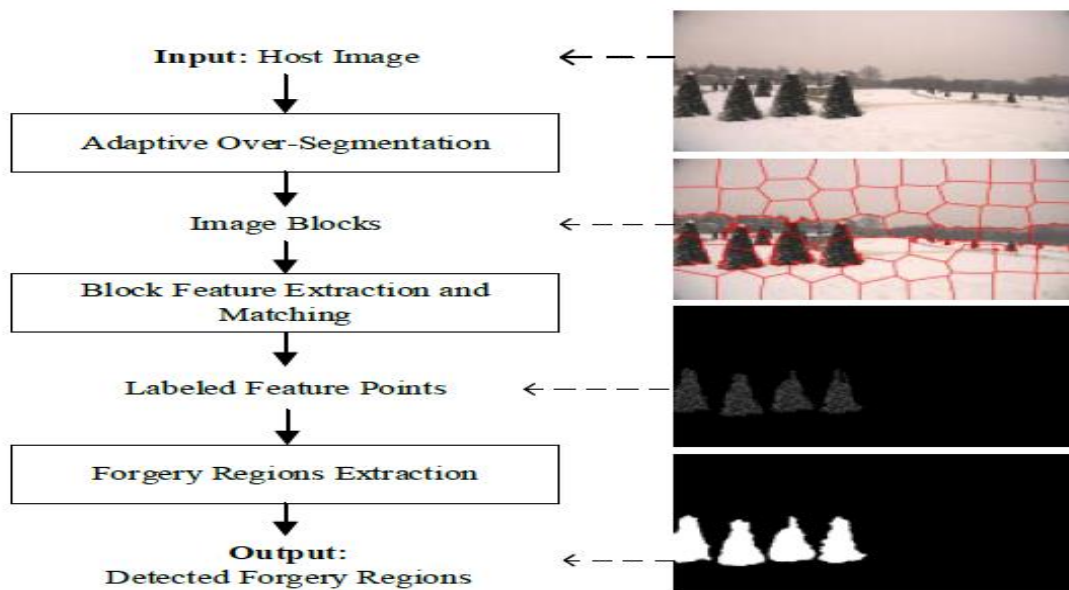 Input: Host Image
Adaptive Over-Segmentation
Image Blocks
Block Feature Extraction and
Matching
Labeled Feature Points
Forgery Regions Extraction
Output:
Detected Forgery Regions